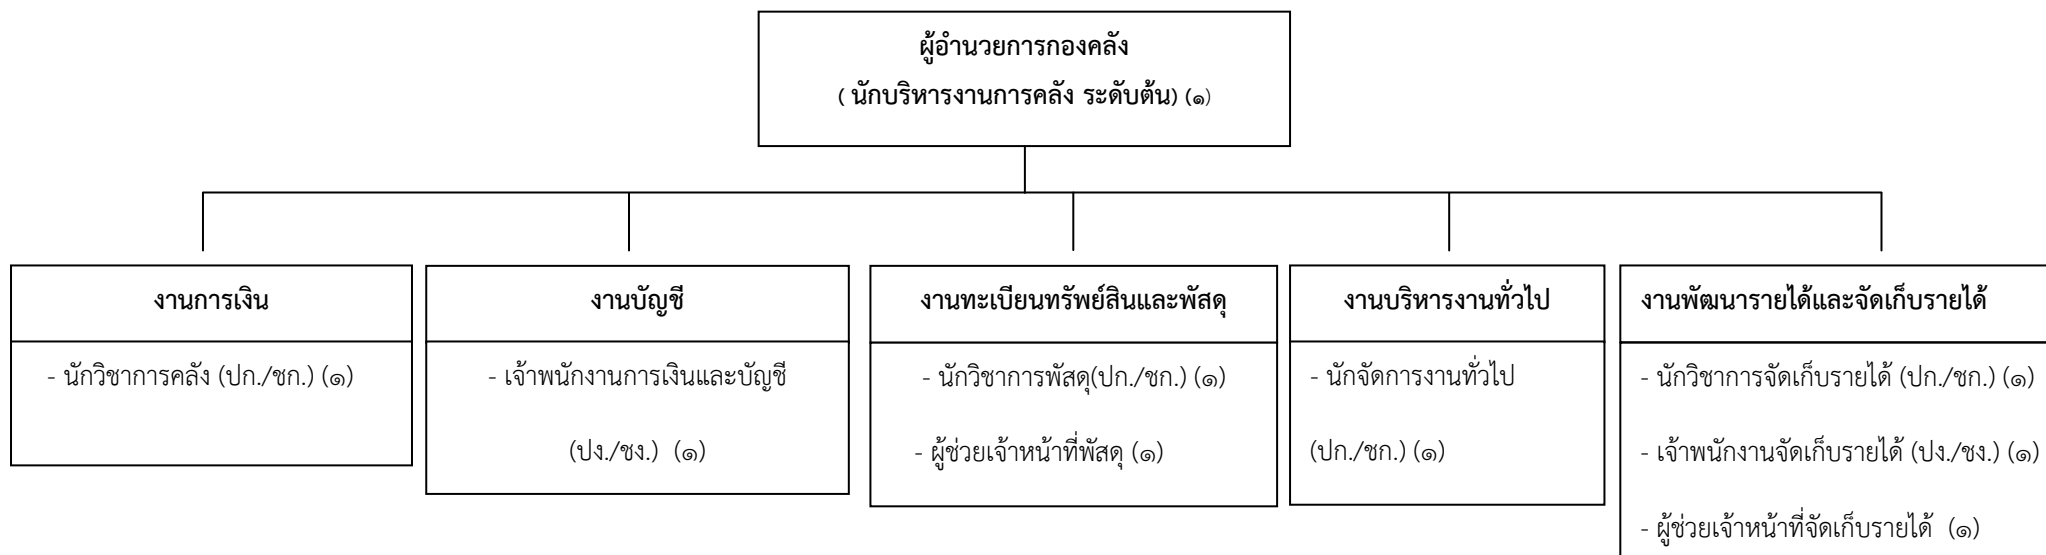 ผู้อำนวยการกองคลัง
( นักบริหารงานการคลัง ระดับต้น) (๑)
งานการเงิน
- นักวิชาการคลัง (ปก./ชก.) (๑)
งานบัญชี
- เจ้าพนักงานการเงินและบัญชี
(ปง./ชง.) (๑)
งานทะเบียนทรัพย์สินและพัสดุ
- นักวิชาการพัสดุ(ปก./ชก.) (๑)
- ผู้ช่วยเจ้าหน้าที่พัสดุ (๑)
งานบริหารงานทั่วไป
- นักจัดการงานทั่วไป
(ปก./ชก.) (๑)
งานพัฒนารายได้และจัดเก็บรายได้
- นักวิชาการจัดเก็บรายได้ (ปก./ชก.) (๑)
- เจ้าพนักงานจัดเก็บรายได้ (ปง./ชง.) (๑)
- ผู้ช่วยเจ้าหน้าที่จัดเก็บรายได้ (๑)